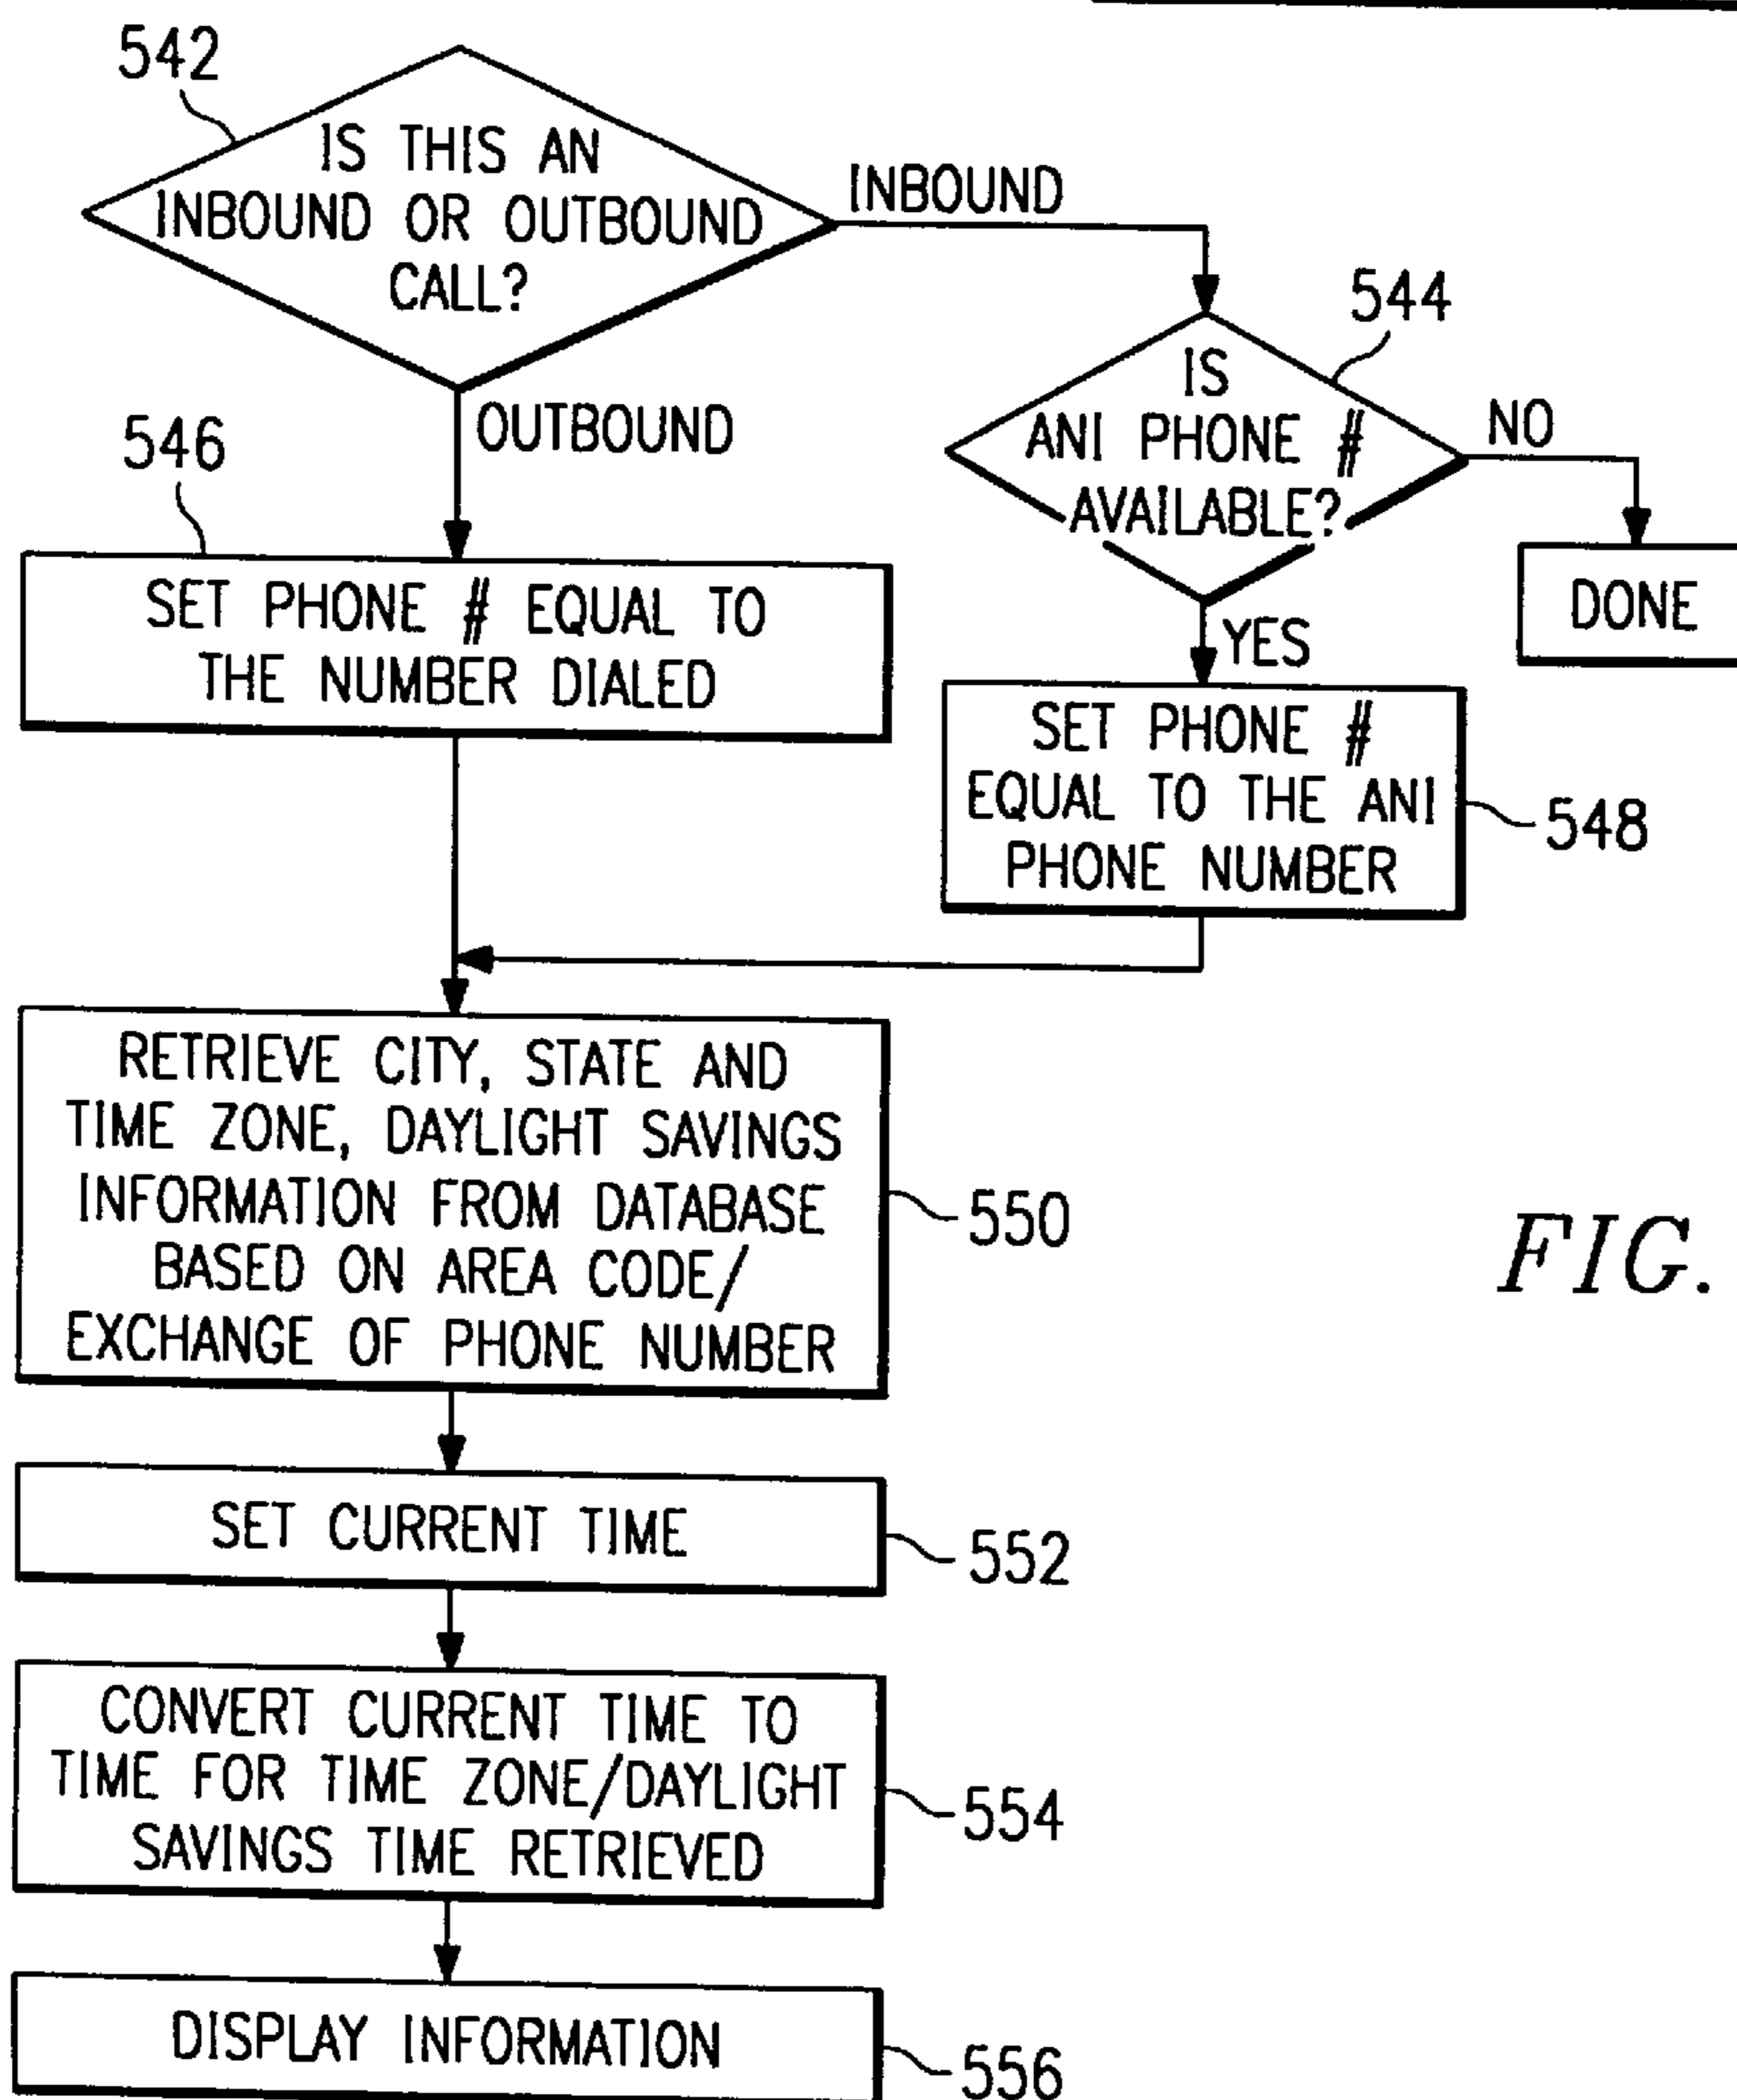 542
IS THIS AN
INBOUND OR OUTBOUND
CALL?
INBOUND
544
IS
ANI PHONE #
AVAILABLE?
NO
OUTBOUND
546
SET PHONE # EQUAL TO
THE NUMBER DIALED
DONE
YES
SET PHONE #
EQUAL TO THE ANI
PHONE NUMBER
548
RETRIEVE CITY, STATE AND
TIME ZONE, DAYLIGHT SAVINGS
INFORMATION FROM DATABASE
BASED ON AREA CODE/
EXCHANGE OF PHONE NUMBER
550
FIG.
SET CURRENT TIME
552
CONVERT CURRENT TIME TO
TIME FOR TIME ZONE/DAYLIGHT
SAVINGS TIME RETRIEVED
554
DISPLAY INFORMATION
556